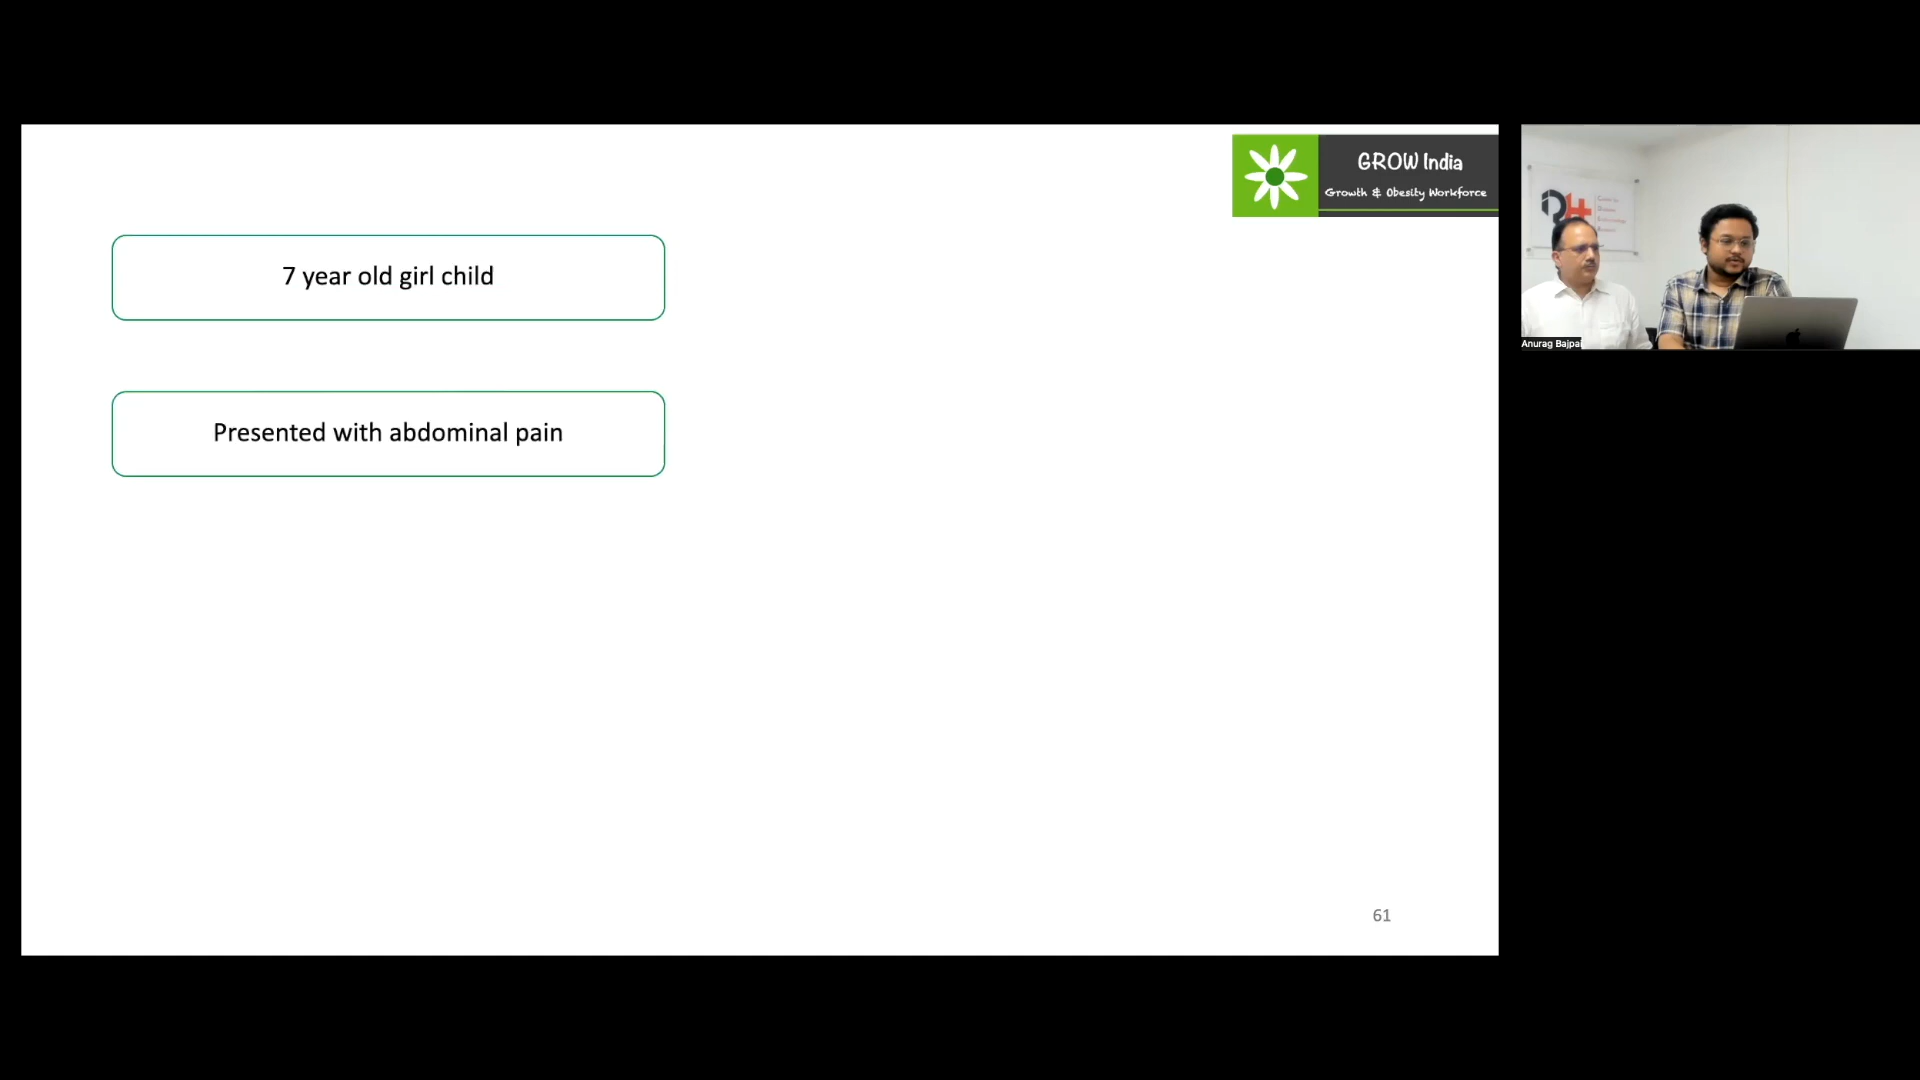 GROW India
Growth & Obesity Workforce
7 year old girl child
Presented with abdominal pain
61
Anurag Bajpai